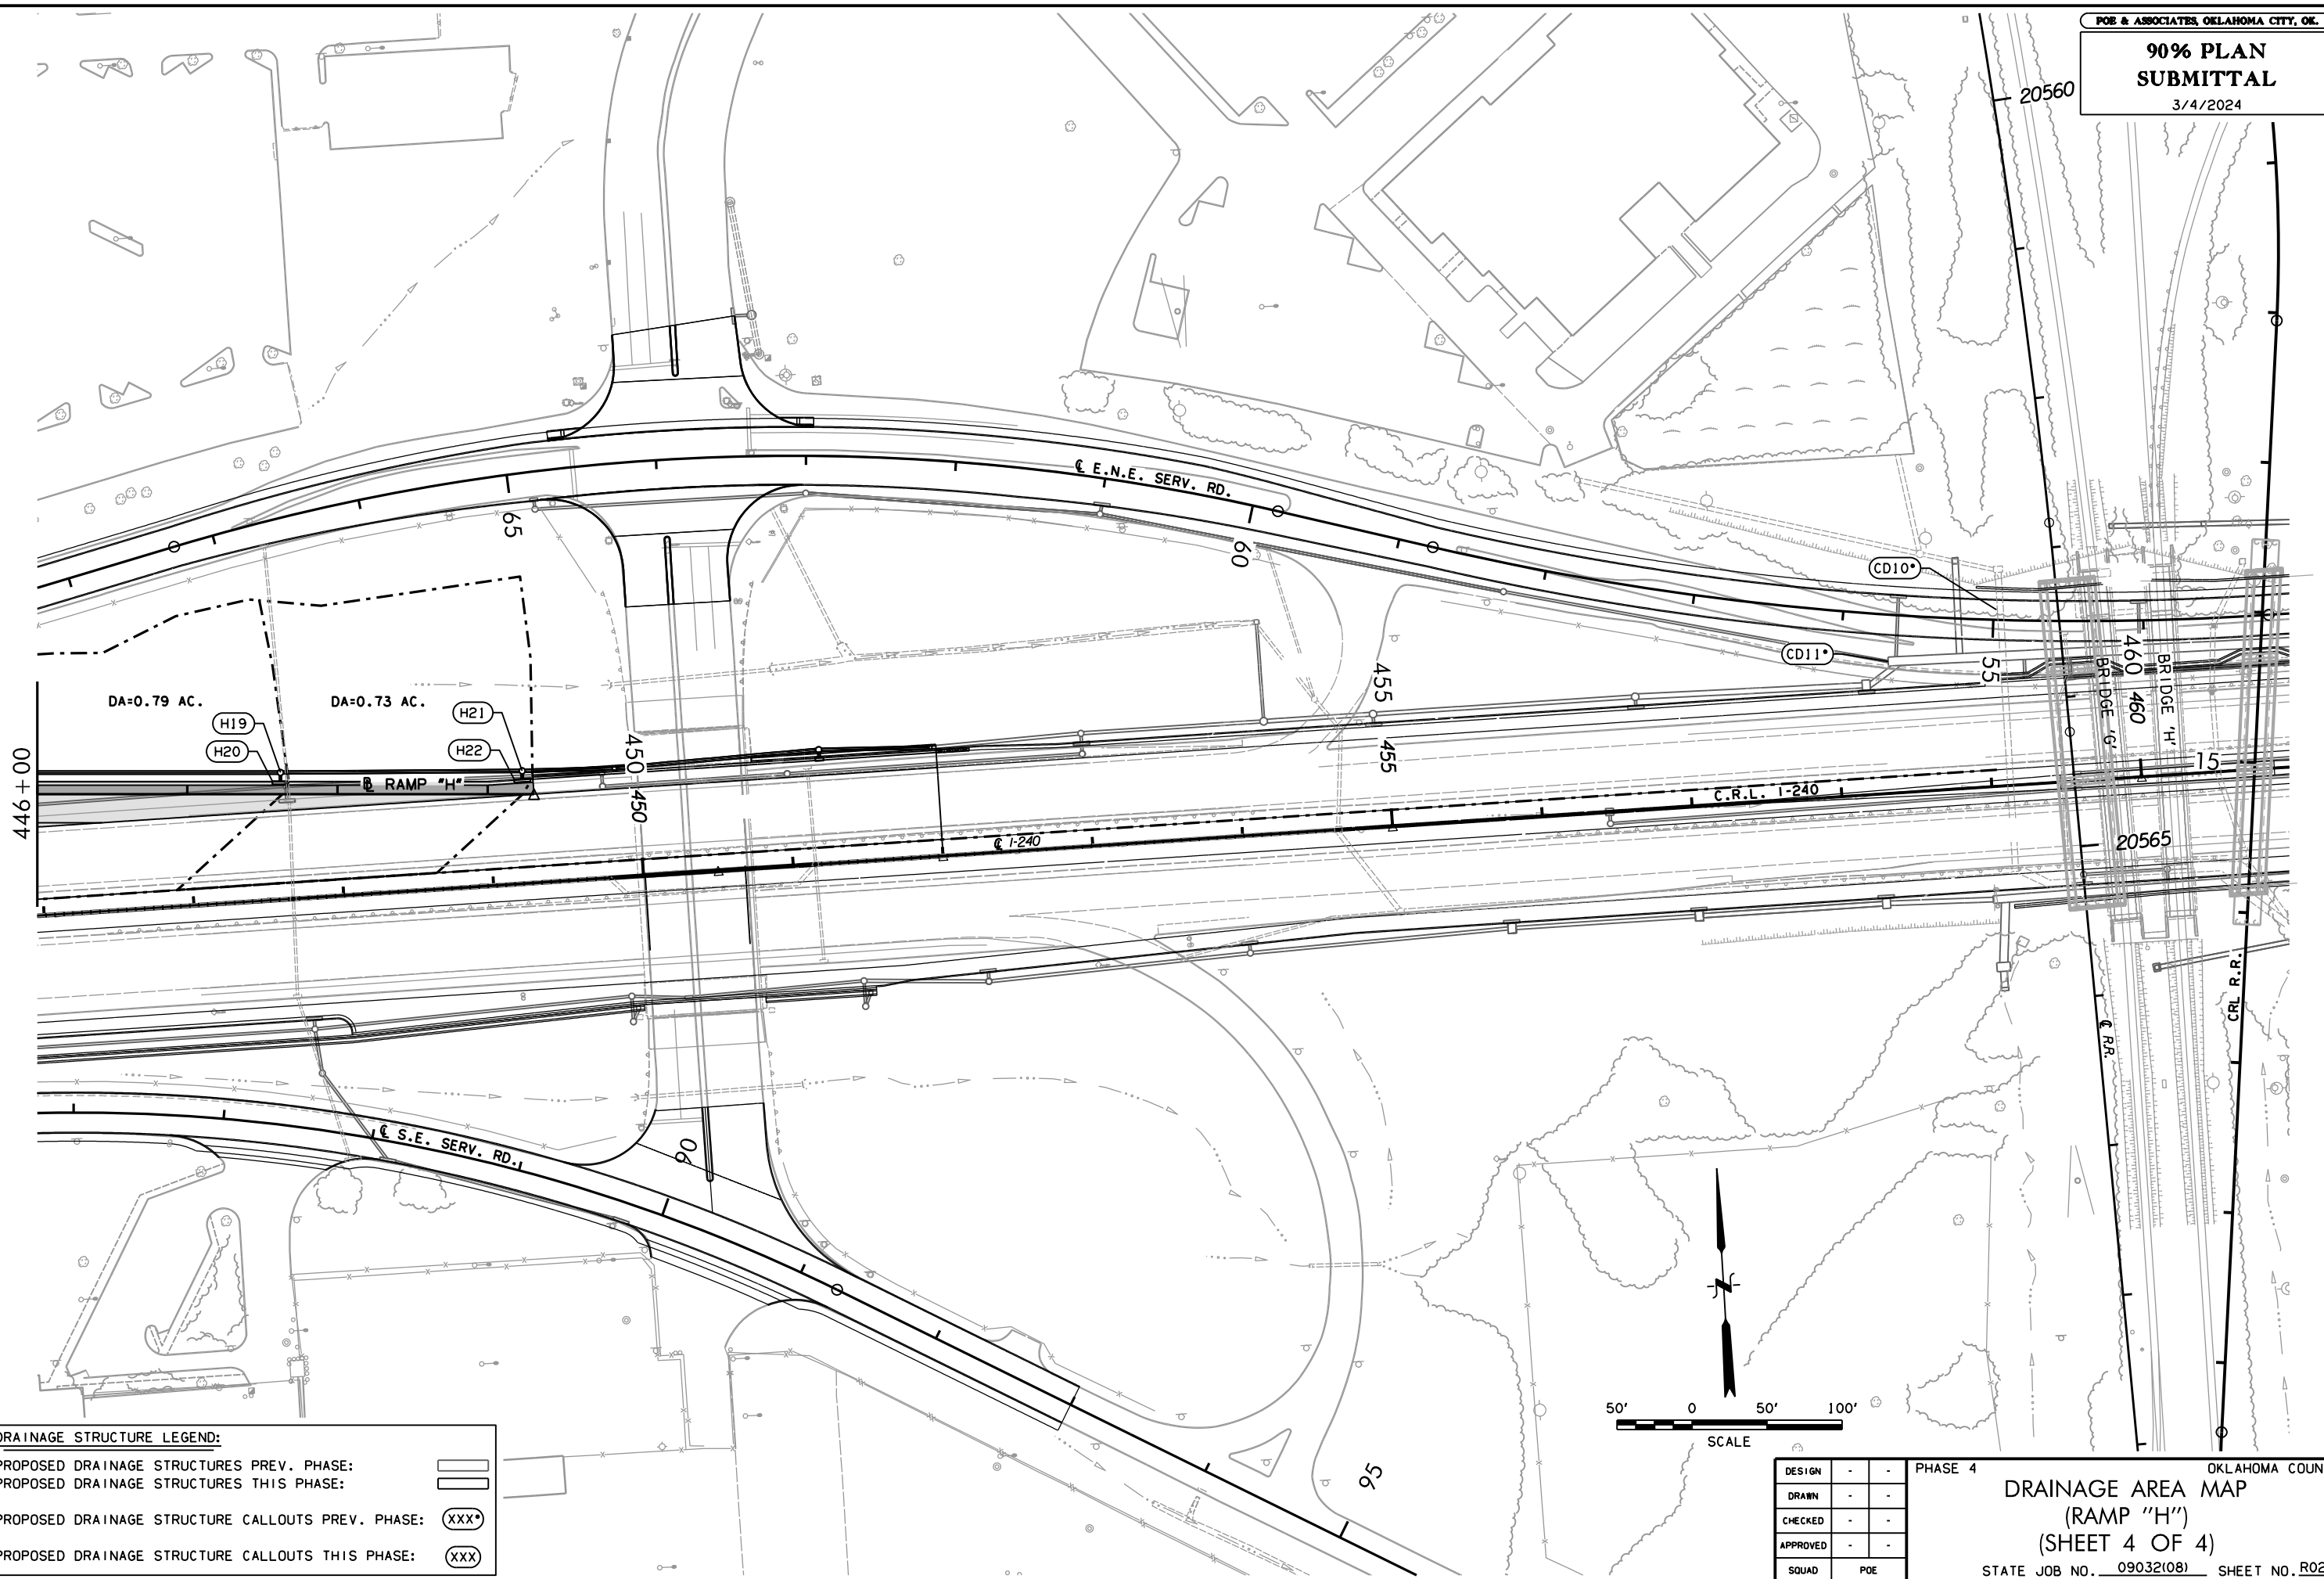 POE & ASSOCIATES, OKLAHOMA CITY, OK.
90% PLAN
SUBMITTAL
3/4/2024
20560
℄ E.N.E. SERV. RD.
65
60
CD10•
CD11•
55
460
460
BRIDGE 'G'
BRIDGE 'H'
DA=0.79 AC.
DA=0.73 AC.
H19
H20
H21
H22
446+00
RAMP "H"
450
450
455
455
C.R.L. I-240
15
℄ I-240
20565
℄ R.R.
CRL R.R.
℄ S.E. SERV. RD.
90
95
50'
0
50'
100'
SCALE
DRAINAGE STRUCTURE LEGEND:
PROPOSED DRAINAGE STRUCTURES PREV. PHASE:
PROPOSED DRAINAGE STRUCTURES THIS PHASE:
PROPOSED DRAINAGE STRUCTURE CALLOUTS PREV. PHASE: XXX•
PROPOSED DRAINAGE STRUCTURE CALLOUTS THIS PHASE: XXX
DESIGN - -
DRAWN - -
CHECKED - -
APPROVED - -
SQUAD POE
PHASE 4 OKLAHOMA COUN
DRAINAGE AREA MAP
(RAMP "H")
(SHEET 4 OF 4)
STATE JOB NO. 09032(08) SHEET NO. R02